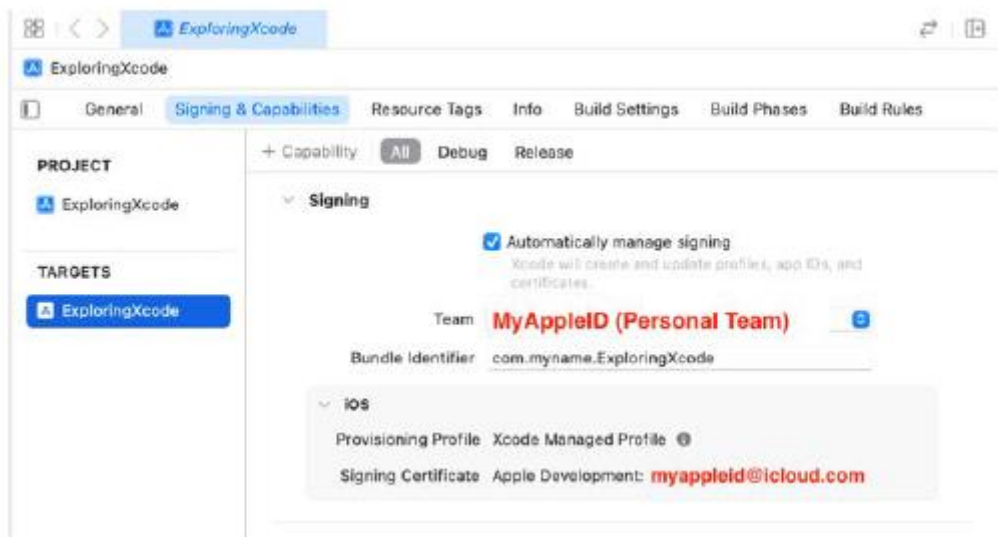 ExploringXcode
ExploringXcode
General Signing & Capabilities Resource Tags Info Build Settings Build Phases Build Rules
+ Capability All Debug Release
PROJECT
ExploringXcode
TARGETS
ExploringXcode
Signing
Automatically manage signing
Xcode will create and update profiles, app IDs, and
certificates.
Team MyAppleID (Personal Team)
Bundle Identifier com.myname.ExploringXcode
iOS
Provisioning Profile Xcode Managed Profile
Signing Certificate Apple Development: myappleid@icloud.com